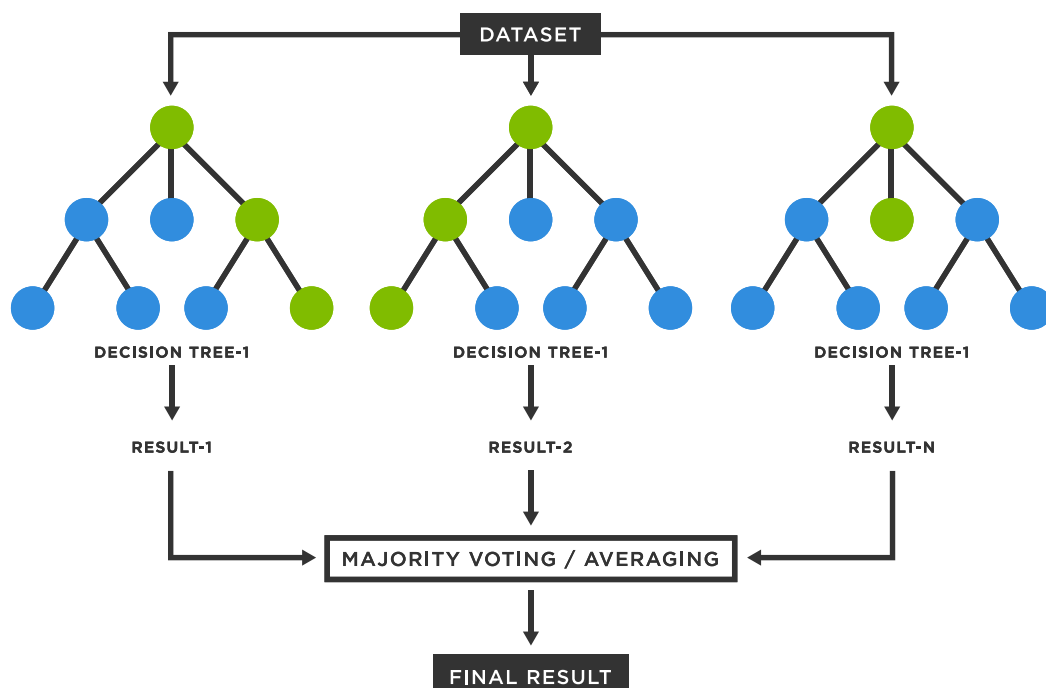 DATASET
DECISION TREE-1
DECISION TREE-1
DECISION TREE-1
RESULT-1
RESULT-2
RESULT-N
MAJORITY VOTING / AVERAGING
FINAL RESULT